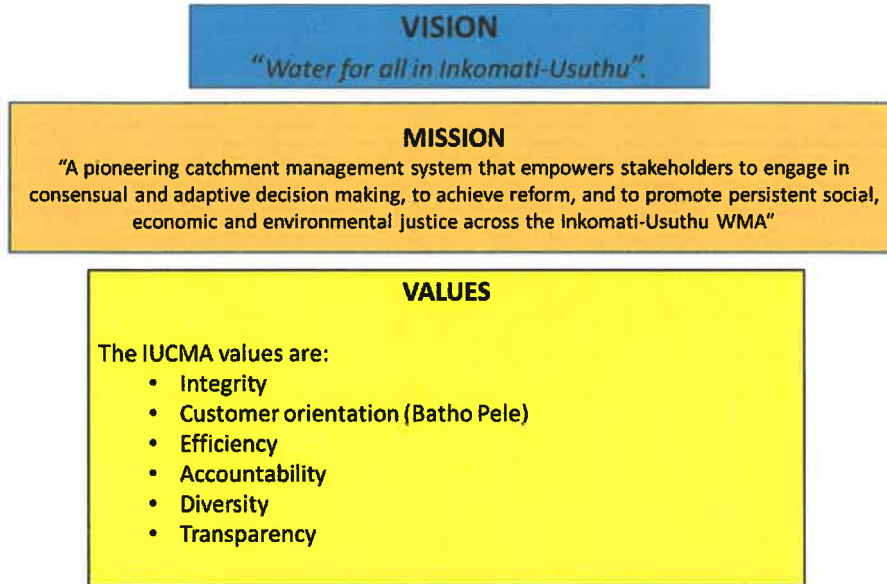 VISION
"Water for all in Inkomati-Usuthu".
MISSION
"A pioneering catchment management system that empowers stakeholders to engage in
consensual and adaptive decision making, to achieve reform, and to promote persistent social,
economic and environmental justice across the Inkomati-Usuthu WMA"
VALUES
The IUCMA values are:
• Integrity
• Customer orientation (Batho Pele)
• Efficiency
• Accountability
• Diversity
• Transparency